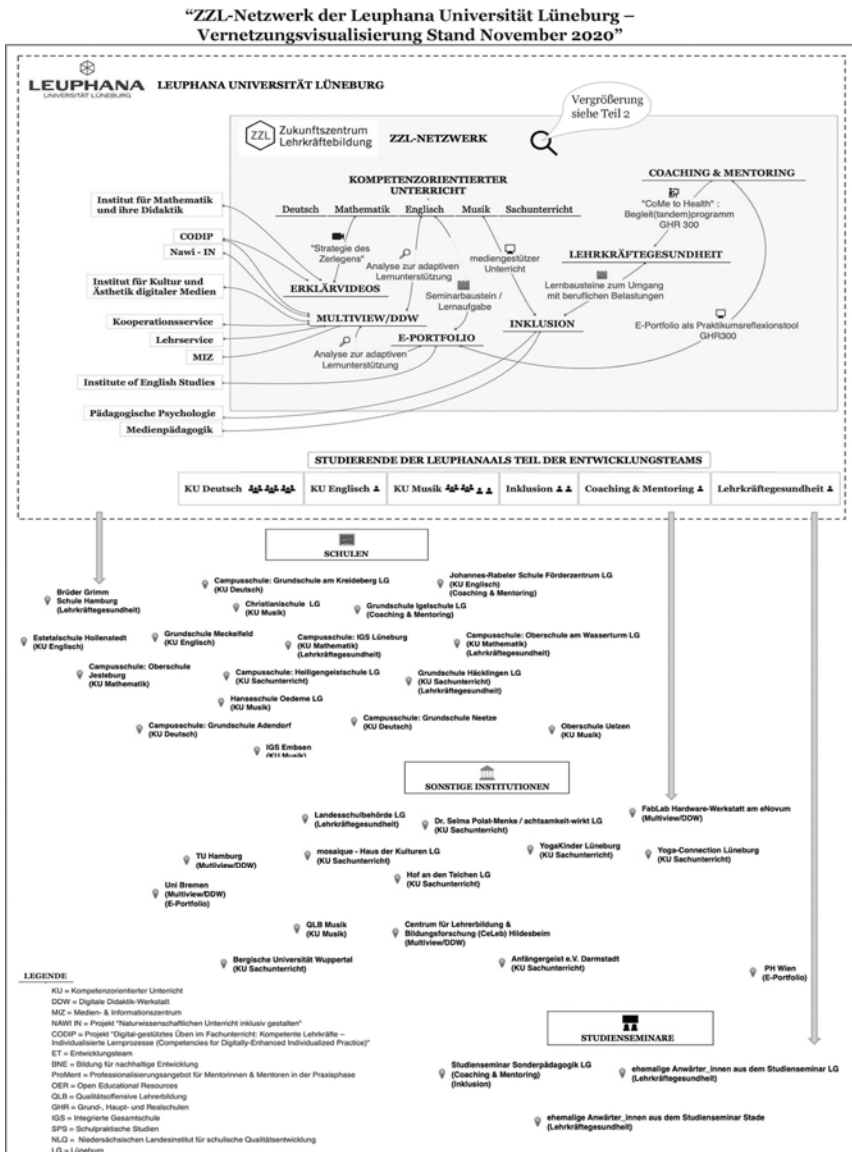 "ZZL-Netzwerk der Leuphana Universität Lüneburg –
Vernetzungsvisualisierung Stand November 2020"
LEUPHANA
UNIVERSITÄT LÜNEBURG
LEUPHANA UNIVERSITÄT LÜNEBURG
Vergrößerung
siehe Teil 2
ZZL
Zukunftszentrum
Lehrkräftebildung
ZZL-NETZWERK
COACHING & MENTORING
KOMPETENZORIENTIERTER
UNTERRICHT
Deutsch Mathematik Englisch Musik Sachunterricht
"CoMe to Health" :
Begleit(tandem)programm
GHR 300
Institut für Mathematik
und ihre Didaktik
CODIP
Nawi - IN
Institut für Kultur und
Ästhetik digitaler Medien
Kooperationsservice
Lehrservice
MIZ
Institute of English Studies
Pädagogische Psychologie
Medienpädagogik
"Strategie des
Zerlegens"
Analyse zur adaptiven
Lernunterstützung
mediengestützer
Unterricht
LEHRKRÄFTEGESUNDHEIT
ERKLÄRVIDEOS
Seminarbaustein /
Lernaufgabe
Lernbausteine zum Umgang
mit beruflichen Belastungen
MULTIVIEW/DDW
INKLUSION
E-PORTFOLIO
Analyse zur adaptiven
Lernunterstützung
E-Portfolio als Praktikumsreflexionstool
GHR300
STUDIERENDE DER LEUPHANAALS TEIL DER ENTWICKLUNGSTEAMS
KU Deutsch
KU Englisch
KU Musik
Inklusion
Coaching & Mentoring
Lehrkräftegesundheit
SCHULEN
Brüder Grimm
Schule Hamburg
(Lehrkräftegesundheit)
Campusschule: Grundschule am Kreideberg LG
(KU Deutsch)
Johannes-Rabeler Schule Förderzentrum LG
(KU Englisch)
(Coaching & Mentoring)
Christianischule LG
(KU Musik)
Grundschule Igelschule LG
(Coaching & Mentoring)
Estetalschule Hollenstedt
(KU Englisch)
Grundschule Meckelfeld
(KU Englisch)
Campusschule: IGS Lüneburg
(KU Mathematik)
(Lehrkräftegesundheit)
Campusschule: Oberschule am Wasserturm LG
(KU Mathematik)
(Lehrkräftegesundheit)
Campusschule: Oberschule
Jesteburg
(KU Mathematik)
Campusschule: Heiligengeistschule LG
(KU Sachunterricht)
Grundschule Häcklingen LG
(KU Sachunterricht)
(Lehrkräftegesundheit)
Hanseschule Oedeme LG
(KU Musik)
Campusschule: Grundschule Adendorf
(KU Deutsch)
Campusschule: Grundschule Neetze
(KU Deutsch)
Oberschule Uelzen
(KU Musik)
IGS Embsen
(KU Musik)
SONSTIGE INSTITUTIONEN
Landesschulbehörde LG
(Lehrkräftegesundheit)
Dr. Selma Polat-Menke / achtsamkeit-wirkt LG
(KU Sachunterricht)
FabLab Hardware-Werkstatt am eNovum
(Multiview/DDW)
TU Hamburg
(Mutliview/DDW)
mosaique - Haus der Kulturen LG
(KU Sachunterricht)
YogaKinder Lüneburg
(KU Sachunterricht)
Yoga-Connection Lüneburg
(KU Sachunterricht)
Uni Bremen
(Multiview/DDW)
(E-Portfolio)
Hof an den Teichen LG
(KU Sachunterricht)
QLB Musik
(KU Musik)
Centrum für Lehrerbildung &
Bildungsforschung (CeLeb) Hildesheim
(Multiview/DDW)
Bergische Universität Wuppertal
(KU Sachunterricht)
Anfängergeist e.V. Darmstadt
(KU Sachunterricht)
PH Wien
(E-Portfolio)
LEGENDE
KU = Kompetenzorientierter Unterricht
DDW = Digitale Didaktik-Werkstatt
MIZ = Medien- & Informationszentrum
NAWI IN = Projekt "Naturwissenschaftlichen Unterricht inklusiv gestalten"
CODIP = Projekt "Digital-gestütztes Üben im Fachunterricht: Kompetente Lehrkräfte –
Individualisierte Lernprozesse (Competencies for Digitally-Enhanced Individualized Practice)"
ET = Entwicklungsteam
BNE = Bildung für nachhaltige Entwicklung
ProMent = Professionalisierungsangebot für Mentorinnen & Mentoren in der Praxisphase
OER = Open Educational Resources
QLB = Qualitätsoffensive Lehrerbildung
GHR = Grund-, Haupt- und Realschulen
IGS = Integrierte Gesamtschule
SPS = Schulpraktische Studien
NLQ = Niedersächsischen Landesinstitut für schulische Qualitätsentwicklung
LG = Lüneburg
STUDIENSEMINARE
Studienseminar Sonderpädagogik LG
(Coaching & Mentoring)
(Inklusion)
ehemalige Anwärter_innen aus dem Studienseminar LG
(Lehrkräftegesundheit)
ehemalige Anwärter_innen aus dem Studienseminar Stade
(Lehrkräftegesundheit)